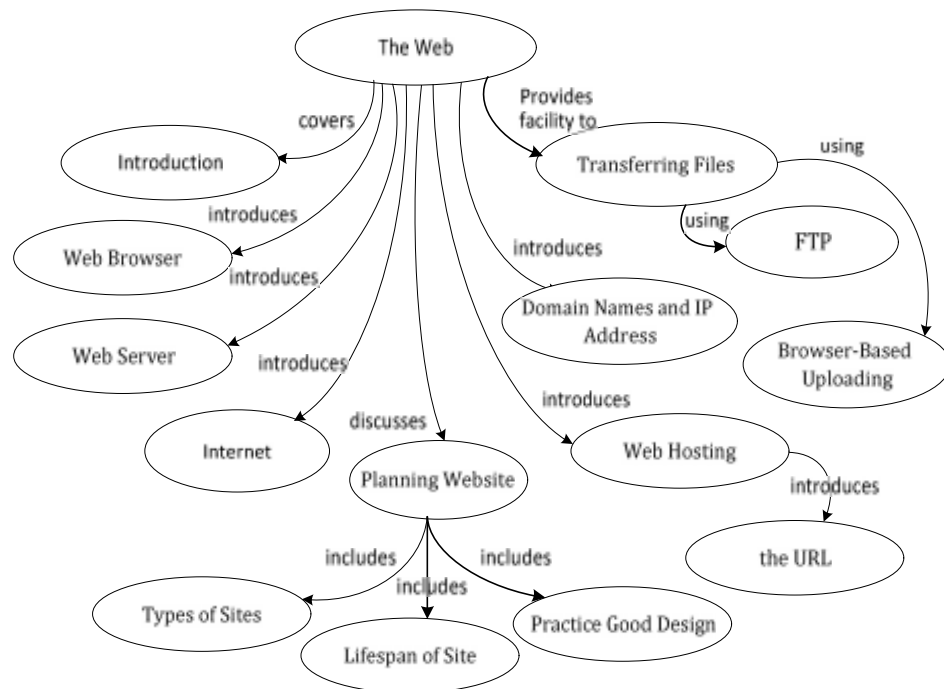 The Web
Provides
facility to
covers
Introduction
Transferring Files
using
using
introduces
FTP
Web Browser
introduces
introduces
Domain Names and IP
Address
Web Server
Browser-Based
Uploading
introduces
introduces
discusses
Internet
Web Hosting
Planning Website
introduces
the URL
includes
includes
includes
Types of Sites
Practice Good Design
Lifespan of Site